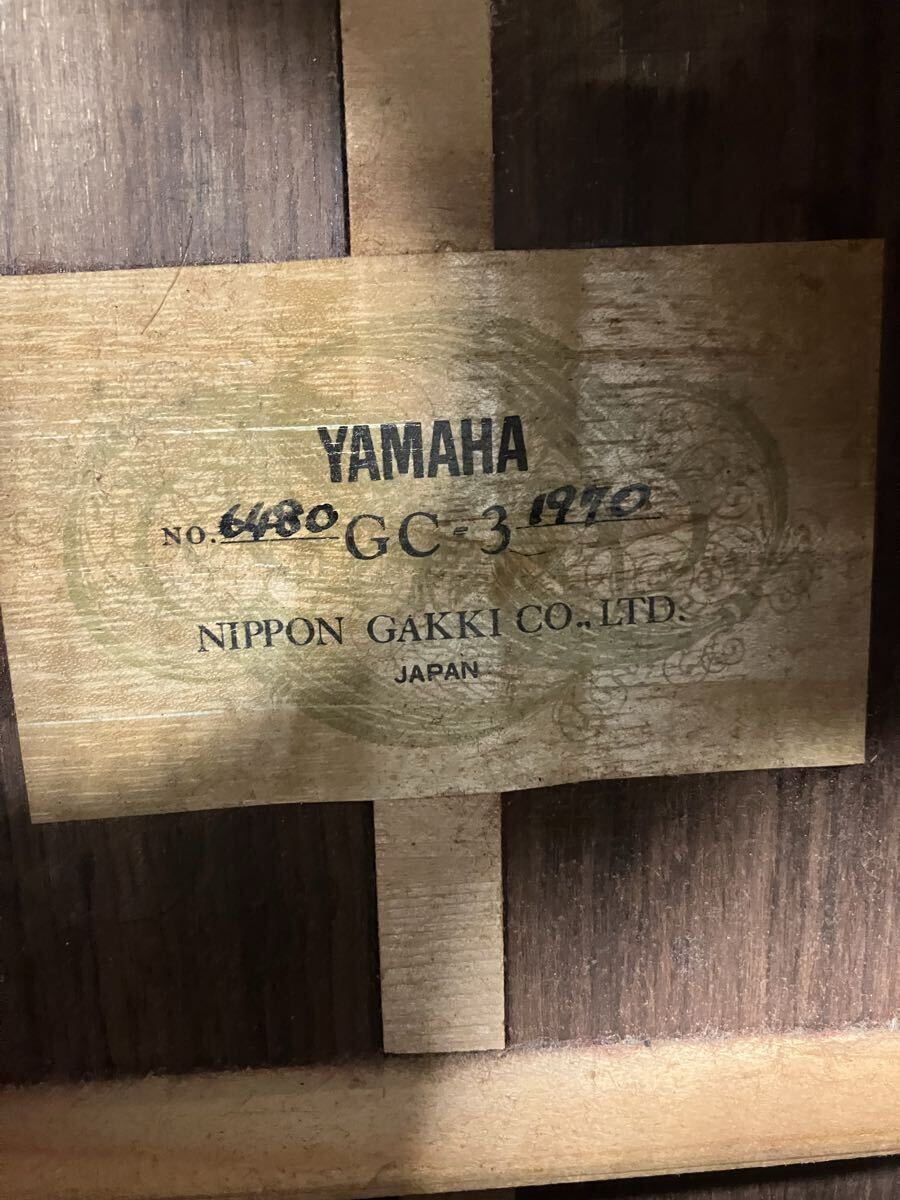 YAMAHA
NO. 6480 GC-3 1970
NIPPON GAKKI CO., LTD.
JAPAN